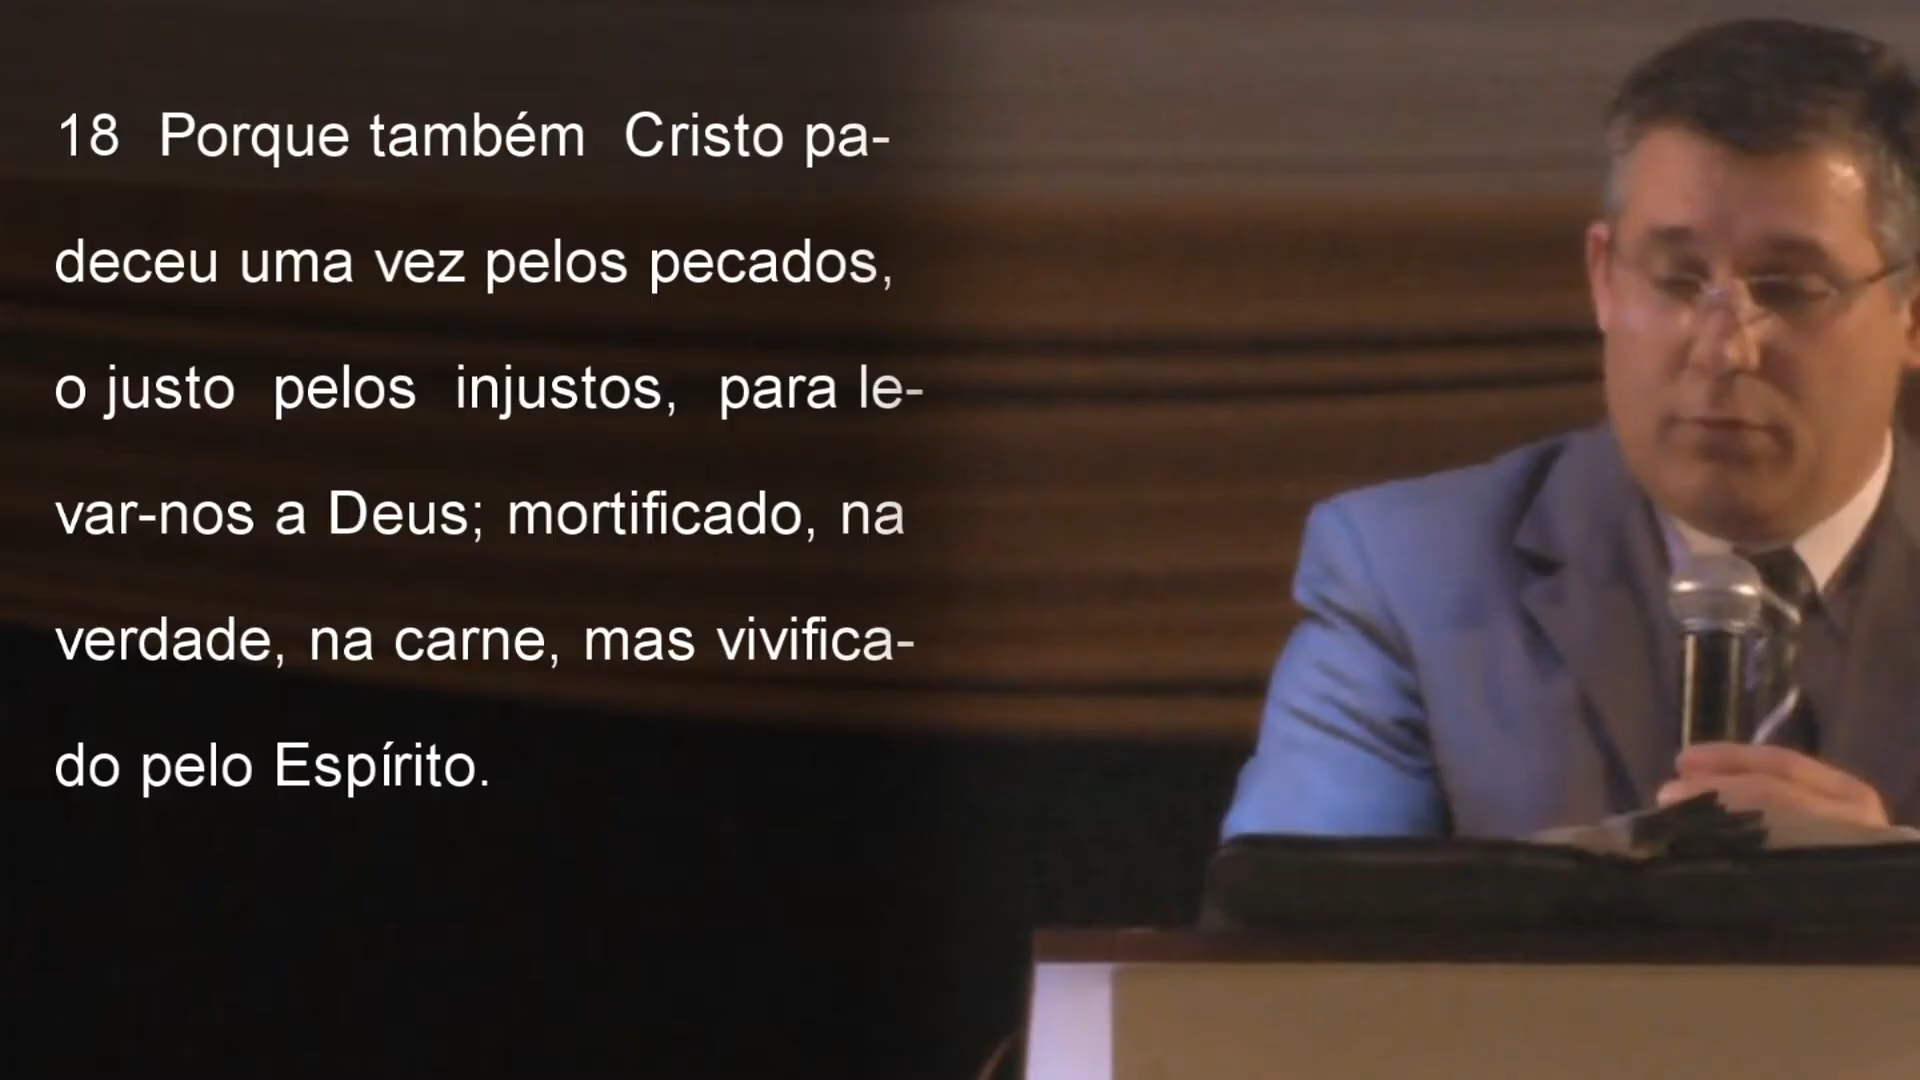 18 Porque também Cristo pa-
deceu uma vez pelos pecados,
o justo pelos injustos, para le-
var-nos a Deus; mortificado, na
verdade, na carne, mas vivifica-
do pelo Espírito.